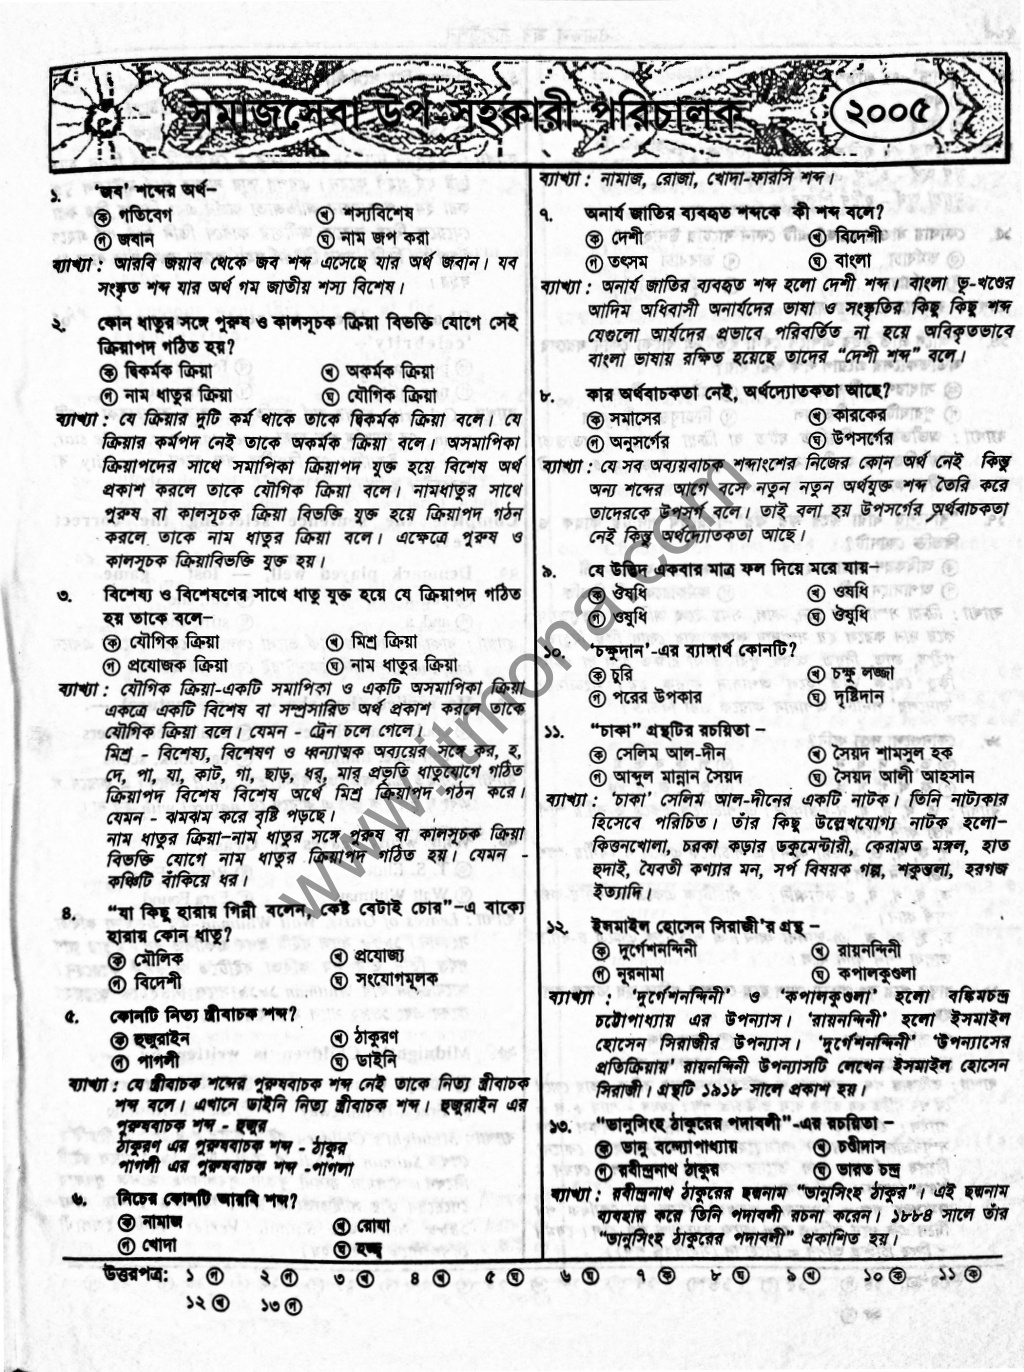 সমাজসেবা উপ-সহকারী পরিচালক
২০০৫
১. 'জব' শব্দের অর্থ–
ক গতিবেগ খ শস্যবিশেষ
গ জবান ঘ নাম জপ করা
ব্যাখ্যা : আরবি জয়াব থেকে জব শব্দ এসেছে যার অর্থ জবান। যব
সংস্কৃত শব্দ যার অর্থ গম জাতীয় শস্য বিশেষ।
২. কোন ধাতুর সঙ্গে পুরুষ ও কালসূচক ক্রিয়া বিভক্তি যোগে সেই
ক্রিয়াপদ গঠিত হয়?
ক দ্বিকর্মক ক্রিয়া খ অকর্মক ক্রিয়া
গ নাম ধাতুর ক্রিয়া ঘ যৌগিক ক্রিয়া
ব্যাখ্যা : যে ক্রিয়ার দুটি কর্ম থাকে তাকে দ্বিকর্মক ক্রিয়া বলে। যে
ক্রিয়ার কর্মপদ নেই তাকে অকর্মক ক্রিয়া বলে। অসমাপিকা
ক্রিয়াপদের সাথে সমাপিকা ক্রিয়াপদ যুক্ত হয়ে বিশেষ অর্থ
প্রকাশ করলে তাকে যৌগিক ক্রিয়া বলে। নামধাতুর সাথে
পুরুষ বা কালসূচক ক্রিয়া বিভক্তি যুক্ত হয়ে ক্রিয়াপদ গঠন
করলে তাকে নাম ধাতুর ক্রিয়া বলে। এক্ষেত্রে পুরুষ ও
কালসূচক ক্রিয়াবিভক্তি যুক্ত হয়।
৩. বিশেষ্য ও বিশেষণের সাথে ধাতু যুক্ত হয়ে যে ক্রিয়াপদ গঠিত
হয় তাকে বলে–
ক যৌগিক ক্রিয়া খ মিশ্র ক্রিয়া
গ প্রযোজক ক্রিয়া ঘ নাম ধাতুর ক্রিয়া
ব্যাখ্যা : যৌগিক ক্রিয়া-একটি সমাপিকা ও একটি অসমাপিকা ক্রিয়া
একত্রে একটি বিশেষ বা সম্প্রসারিত অর্থ প্রকাশ করলে তাকে
যৌগিক ক্রিয়া বলে। যেমন - ট্রেন চলে গেলে।
মিশ্র - বিশেষ্য, বিশেষণ ও ধ্বন্যাত্মক অব্যয়ের সঙ্গে কর, হ,
দে, পা, যা, কাট, গা, ছাড়, ধর, মার প্রভৃতি ধাতুযোগে গঠিত
ক্রিয়াপদ বিশেষ বিশেষ অর্থে মিশ্র ক্রিয়াপদ গঠন করে।
যেমন - ঝমঝম করে বৃষ্টি পড়ছে।
নাম ধাতুর ক্রিয়া–নাম ধাতুর সঙ্গে পুরুষ বা কালসূচক ক্রিয়া
বিভক্তি যোগে নাম ধাতুর ক্রিয়াপদ গঠিত হয়। যেমন -
কঞ্চিটি বাঁকিয়ে ধর।
৪. "যা কিছু হারায় গিন্নী বলেন, কেষ্ট বেটাই চোর"–এ বাক্যে
হারায় কোন ধাতু?
ক মৌলিক খ প্রযোজ্য
গ বিদেশী ঘ সংযোগমূলক
৫. কোনটি নিত্য স্ত্রীবাচক শব্দ?
ক হুজুরাইন খ ঠাকুরণ
গ পাগলী ঘ ডাইনি
ব্যাখ্যা : যে স্ত্রীবাচক শব্দের পুরুষবাচক শব্দ নেই তাকে নিত্য স্ত্রীবাচক
শব্দ বলে। এখানে ডাইনি নিত্য স্ত্রীবাচক শব্দ। হুজুরাইন এর
পুরুষবাচক শব্দ - হুজুর
ঠাকুরণ এর পুরুষবাচক শব্দ - ঠাকুর
পাগলী এর পুরুষবাচক শব্দ -পাগলা
৬. নিচের কোনটি আরবি শব্দ?
ক নামাজ খ রোযা
গ খোদা ঘ হজ্জ
ব্যাখ্যা : নামাজ, রোজা, খোদা-ফারসি শব্দ।
৭. অনার্য জাতির ব্যবহৃত শব্দকে কী শব্দ বলে?
ক দেশী খ বিদেশী
গ তৎসম ঘ বাংলা
ব্যাখ্যা : অনার্য জাতির ব্যবহৃত শব্দ হলো দেশী শব্দ। বাংলা ভূ-খণ্ডের
আদিম অধিবাসী অনার্যদের ভাষা ও সংস্কৃতির কিছু কিছু শব্দ
যেগুলো আর্যদের প্রভাবে পরিবর্তিত না হয়ে অবিকৃতভাবে
বাংলা ভাষায় রক্ষিত হয়েছে তাদের "দেশী শব্দ" বলে।
৮. কার অর্থবাচকতা নেই, অর্থদ্যোতকতা আছে?
ক সমাসের খ কারকের
গ অনুসর্গের ঘ উপসর্গের
ব্যাখ্যা : যে সব অব্যয়বাচক শব্দাংশের নিজের কোন অর্থ নেই কিন্তু
অন্য শব্দের আগে বসে নতুন নতুন অর্থযুক্ত শব্দ তৈরি করে
তাদেরকে উপসর্গ বলে। তাই বলা হয় উপসর্গের অর্থবাচকতা
নেই কিন্তু অর্থদ্যোতকতা আছে।
৯. যে উদ্ভিদ একবার মাত্র ফল দিয়ে মরে যায়–
ক ঔষধি খ ওষধি
গ ওষুধি ঘ ঔষুধি
১০. 'চক্ষুদান'-এর ব্যাঙ্গার্থ কোনটি?
ক চুরি খ চক্ষু লজ্জা
গ পরের উপকার ঘ দৃষ্টিদান
১১. "চাকা" গ্রন্থটির রচয়িতা –
ক সেলিম আল-দীন খ সৈয়দ শামসুল হক
গ আব্দুল মান্নান সৈয়দ ঘ সৈয়দ আলী আহসান
ব্যাখ্যা : 'চাকা' সেলিম আল-দীনের একটি নাটক। তিনি নাট্যকার
হিসেবে পরিচিত। তাঁর কিছু উল্লেখযোগ্য নাটক হলো–
কিত্তনখোলা, চরকা কড়ার ডকুমেন্টারী, কেরামত মঙ্গল, হাত
হুদাই, যৈবতী কণ্যার মন, সর্প বিষয়ক গল্প, শকুন্তলা, হরগজ
ইত্যাদি।
১২. ইসমাইল হোসেন সিরাজী'র গ্রন্থ –
ক দুর্গেশনন্দিনী খ রায়নন্দিনী
গ নূরনামা ঘ কপালকুণ্ডলা
ব্যাখ্যা : 'দুর্গেশনন্দিনী' ও 'কপালকুণ্ডলা' হলো বঙ্কিমচন্দ্র
চট্টোপাধ্যায় এর উপন্যাস। 'রায়নন্দিনী' হলো ইসমাইল
হোসেন সিরাজীর উপন্যাস। 'দুর্গেশনন্দিনী' 'উপন্যাসের
প্রতিক্রিয়ায়' রায়নন্দিনী উপন্যাসটি লেখেন ইসমাইল হোসেন
সিরাজী। গ্রন্থটি ১৯১৮ সালে প্রকাশ হয়।
১৩. "ভানুসিংহ ঠাকুরের পদাবলী"-এর রচয়িতা –
ক ভানু বন্দ্যোপাধ্যায় খ চণ্ডীদাস
গ রবীন্দ্রনাথ ঠাকুর ঘ ভারত চন্দ্র
ব্যাখ্যা : রবীন্দ্রনাথ ঠাকুরের ছদ্মনাম "ভানুসিংহ ঠাকুর"। এই ছদ্মনাম
ব্যবহার করে তিনি পদাবলী রচনা করেন। ১৮৮৪ সালে তাঁর
"ভানুসিংহ ঠাকুরের পদাবলী" প্রকাশিত হয়।
উত্তরপত্র: ১ গ ২ গ ৩ খ ৪ খ ৫ ঘ ৬ ঘ ৭ ক ৮ ঘ ৯ খ ১০ ক ১১ ক
১২ খ ১৩ গ
www.itmona.com